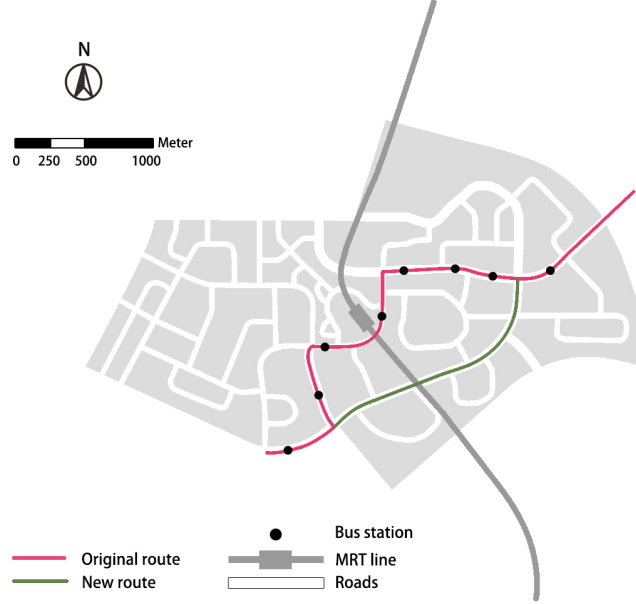 N
Meter
0 250 500 1000
Bus station
Original route MRT line
New route Roads